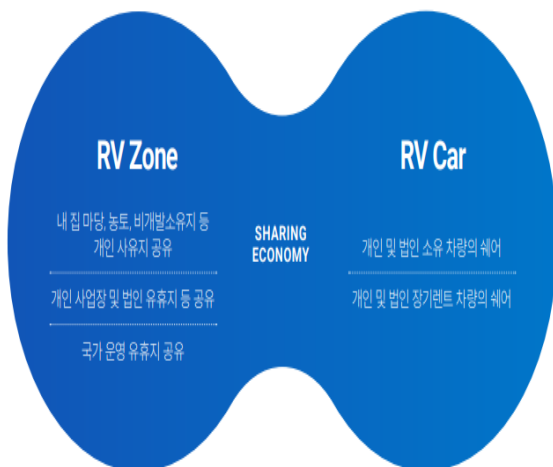 RV Zone
내 집 마당, 농토, 비개발소유지 등
개인 사유지 공유
개인 사업장 및 법인 유휴지 등 공유
국가 운영 유휴지 공유
SHARING
ECONOMY
RV Car
개인 및 법인 소유 차량의 쉐어
개인 및 법인 장기렌트 차량의 쉐어